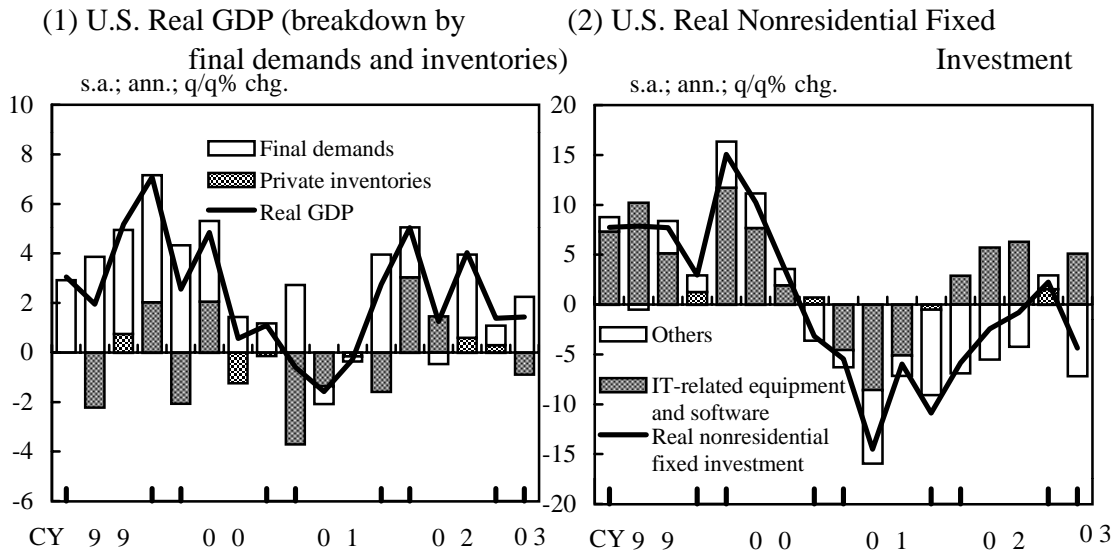 (1) U.S. Real GDP (breakdown by
final demands and inventories)
s.a.; ann.; q/q% chg.
10
8
6
4
2
0
-2
-4
-6
Final demands
Private inventories
Real GDP
CY 9 9 0 0 0 1 0 2 0 3
(2) U.S. Real Nonresidential Fixed
Investment
s.a.; ann.; q/q% chg.
20
15
10
5
0
-5
-10
-15
-20
Others
IT-related equipment
and software
Real nonresidential
fixed investment
CY 9 9 0 0 0 1 0 2 0 3